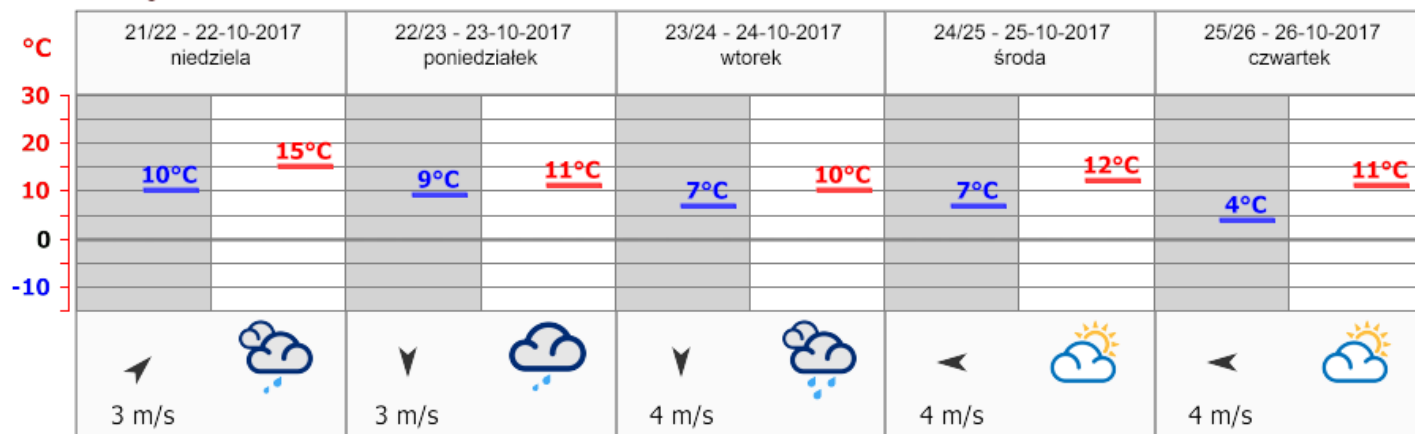 21/22 - 22-10-2017
niedziela
22/23 - 23-10-2017
poniedziałek
23/24 - 24-10-2017
wtorek
24/25 - 25-10-2017
środa
25/26 - 26-10-2017
czwartek
°C
30
20
10
0
-10
10°C
15°C
9°C
11°C
7°C
10°C
7°C
12°C
4°C
11°C
3 m/s
3 m/s
4 m/s
4 m/s
4 m/s